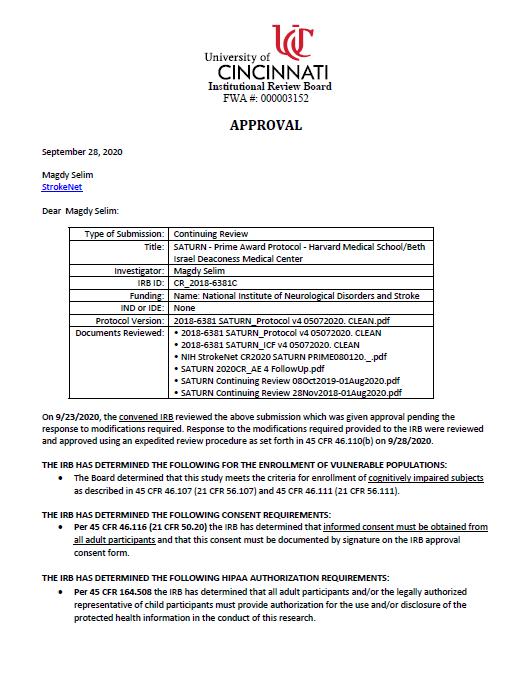 UC
University of
CINCINNATI
Institutional Review Board
FWA #: 000003152
APPROVAL
September 28, 2020
Magdy Selim
StrokeNet
Dear Magdy Selim:
Type of Submission: Continuing Review
Title: SATURN - Prime Award Protocol - Harvard Medical School/Beth
Israel Deaconess Medical Center
Investigator: Magdy Selim
IRB ID: CR_2018-6381C
Funding: Name: National Institute of Neurological Disorders and Stroke
IND or IDE: None
Protocol Version: 2018-6381 SATURN_Protocol v4 05072020. CLEAN.pdf
Documents Reviewed: • 2018-6381 SATURN_Protocol v4 05072020. CLEAN
• 2018-6381 SATURN_ICF v4 05072020. CLEAN
• NIH StrokeNet CR2020 SATURN PRIME080120._.pdf
• SATURN 2020CR_AE 4 FollowUp.pdf
• SATURN Continuing Review 08Oct2019-01Aug2020.pdf
• SATURN Continuing Review 28Nov2018-01Aug2020.pdf
On 9/23/2020, the convened IRB reviewed the above submission which was given approval pending the
response to modifications required. Response to the modifications required provided to the IRB were reviewed
and approved using an expedited review procedure as set forth in 45 CFR 46.110(b) on 9/28/2020.
THE IRB HAS DETERMINED THE FOLLOWING FOR THE ENROLLMENT OF VULNERABLE POPULATIONS:
• The Board determined that this study meets the criteria for enrollment of cognitively impaired subjects
as described in 45 CFR 46.107 (21 CFR 56.107) and 45 CFR 46.111 (21 CFR 56.111).
THE IRB HAS DETERMINED THE FOLLOWING CONSENT REQUIREMENTS:
• Per 45 CFR 46.116 (21 CFR 50.20) the IRB has determined that informed consent must be obtained from
all adult participants and that this consent must be documented by signature on the IRB approval
consent form.
THE IRB HAS DETERMINED THE FOLLOWING HIPAA AUTHORIZATION REQUIREMENTS:
• Per 45 CFR 164.508 the IRB has determined that all adult participants and/or the legally authorized
representative of child participants must provide authorization for the use and/or disclosure of the
protected health information in the conduct of this research.